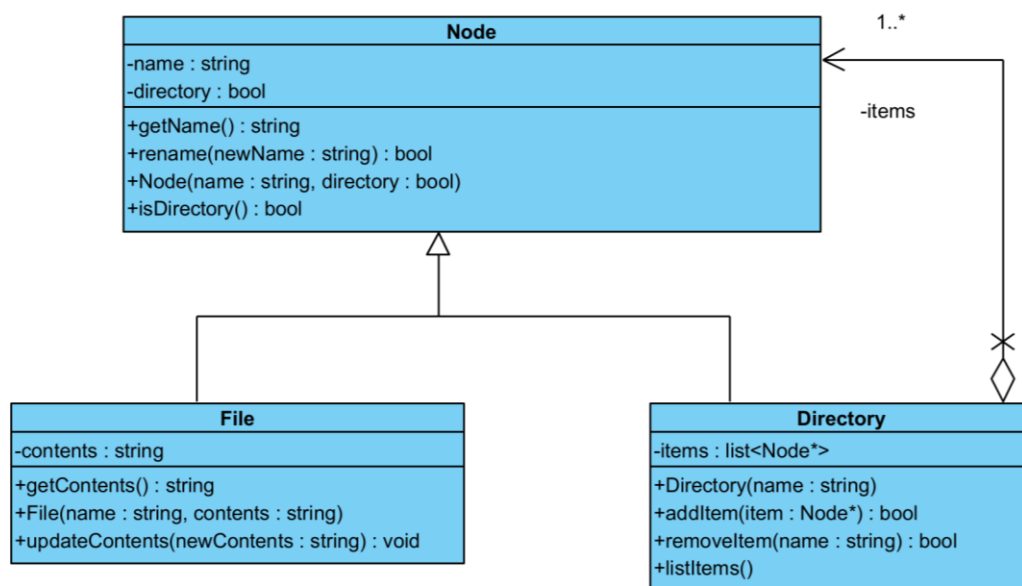 Node
-name : string
-directory : bool
+getName() : string
+rename(newName : string) : bool
+Node(name : string, directory : bool)
+isDirectory() : bool
1..*
-items
File
-contents : string
+getContents() : string
+File(name : string, contents : string)
+updateContents(newContents : string) : void
Directory
-items : list<Node*>
+Directory(name : string)
+addItem(item : Node*) : bool
+removeItem(name : string) : bool
+listItems()